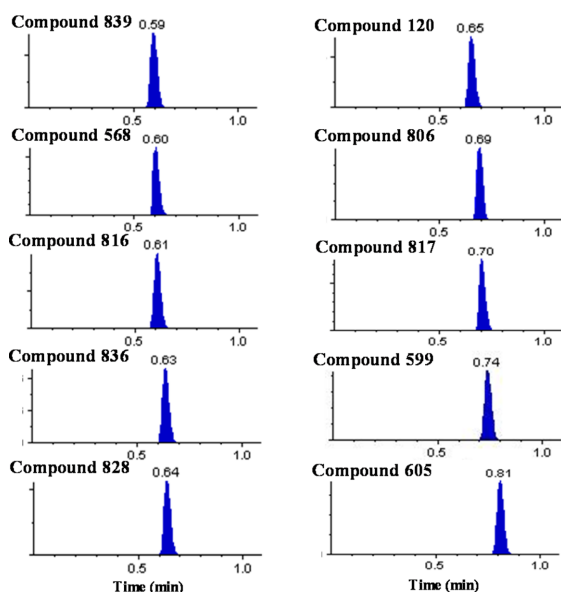 Compound 839
0.59
0.5
1.0
Compound 568
0.60
0.5
1.0
Compound 816
0.61
0.5
1.0
Compound 836
0.63
0.5
1.0
Compound 828
0.64
0.5
1.0
Time (min)
Compound 120
0.65
0.5
1.0
Compound 806
0.69
0.5
1.0
Compound 817
0.70
0.5
1.0
Compound 599
0.74
0.5
1.0
Compound 605
0.81
0.5
1.0
Time (min)